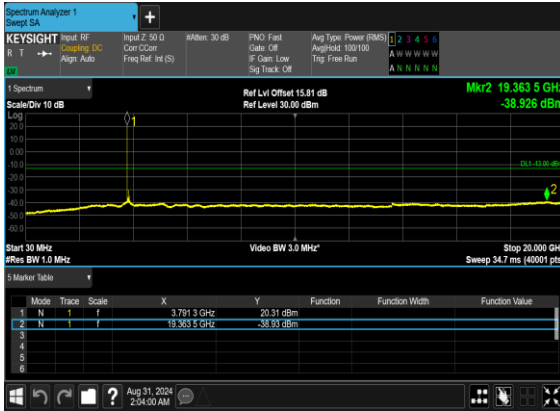 Spectrum Analyzer 1
Swept SA
+
KEYSIGHT Input: RF Input Z: 50 Ω #Atten: 30 dB PNO: Fast Avg Type: Power (RMS) 1 2 3 4 5 6
R T Coupling: DC Corr CCorr Gate: Off Avg|Hold: 100/100 A W W W W W
Align: Auto Freq Ref: Int (S) IF Gain: Low Trig: Free Run
Sig Track: Off A N N N N N
1 Spectrum
Ref Lvl Offset 15.81 dB Mkr2 19.363 5 GHz
Scale/Div 10 dB Ref Level 30.00 dBm -38.926 dBm
Log
20.0
10.0
0.00
-10.0
-20.0
-30.0
-40.0
-50.0
-60.0
1
DL1 -13.00 dBm
2
Start 30 MHz Video BW 3.0 MHz* Stop 20.000 GHz
#Res BW 1.0 MHz Sweep 34.7 ms (40001 pts)
5 Marker Table
Mode Trace Scale X Y Function Function Width Function Value
1 N 1 f 3.791 3 GHz 20.31 dBm
2 N 1 f 19.363 5 GHz -38.93 dBm
3
4
5
6
? Aug 31, 2024
2:04:00 AM